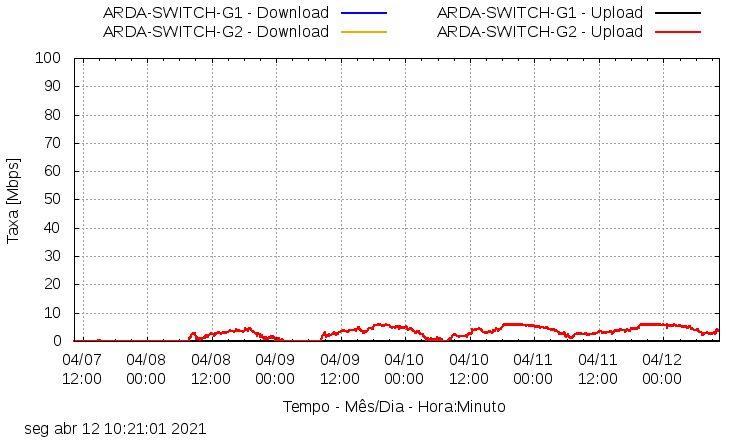 ARDA-SWITCH-G1 - Download ARDA-SWITCH-G1 - Upload
ARDA-SWITCH-G2 - Download ARDA-SWITCH-G2 - Upload
100
90
80
70
60
50
40
30
20
10
0
Taxa [Mbps]
04/07 04/08 04/08 04/09 04/09 04/10 04/10 04/11 04/11 04/12
12:00 00:00 12:00 00:00 12:00 00:00 12:00 00:00 12:00 00:00
Tempo - Mês/Dia - Hora:Minuto
seg abr 12 10:21:01 2021